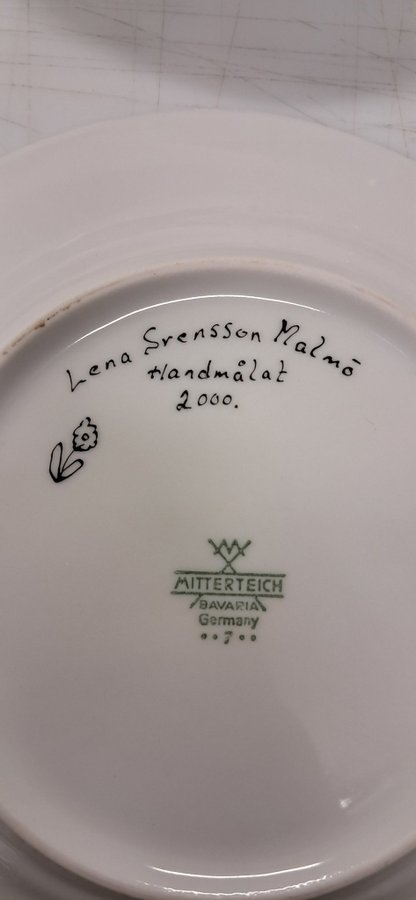 Lena Svensson Malmö
Handmålat
2000.
MITTERTEICH
BAVARIA
Germany
••7••